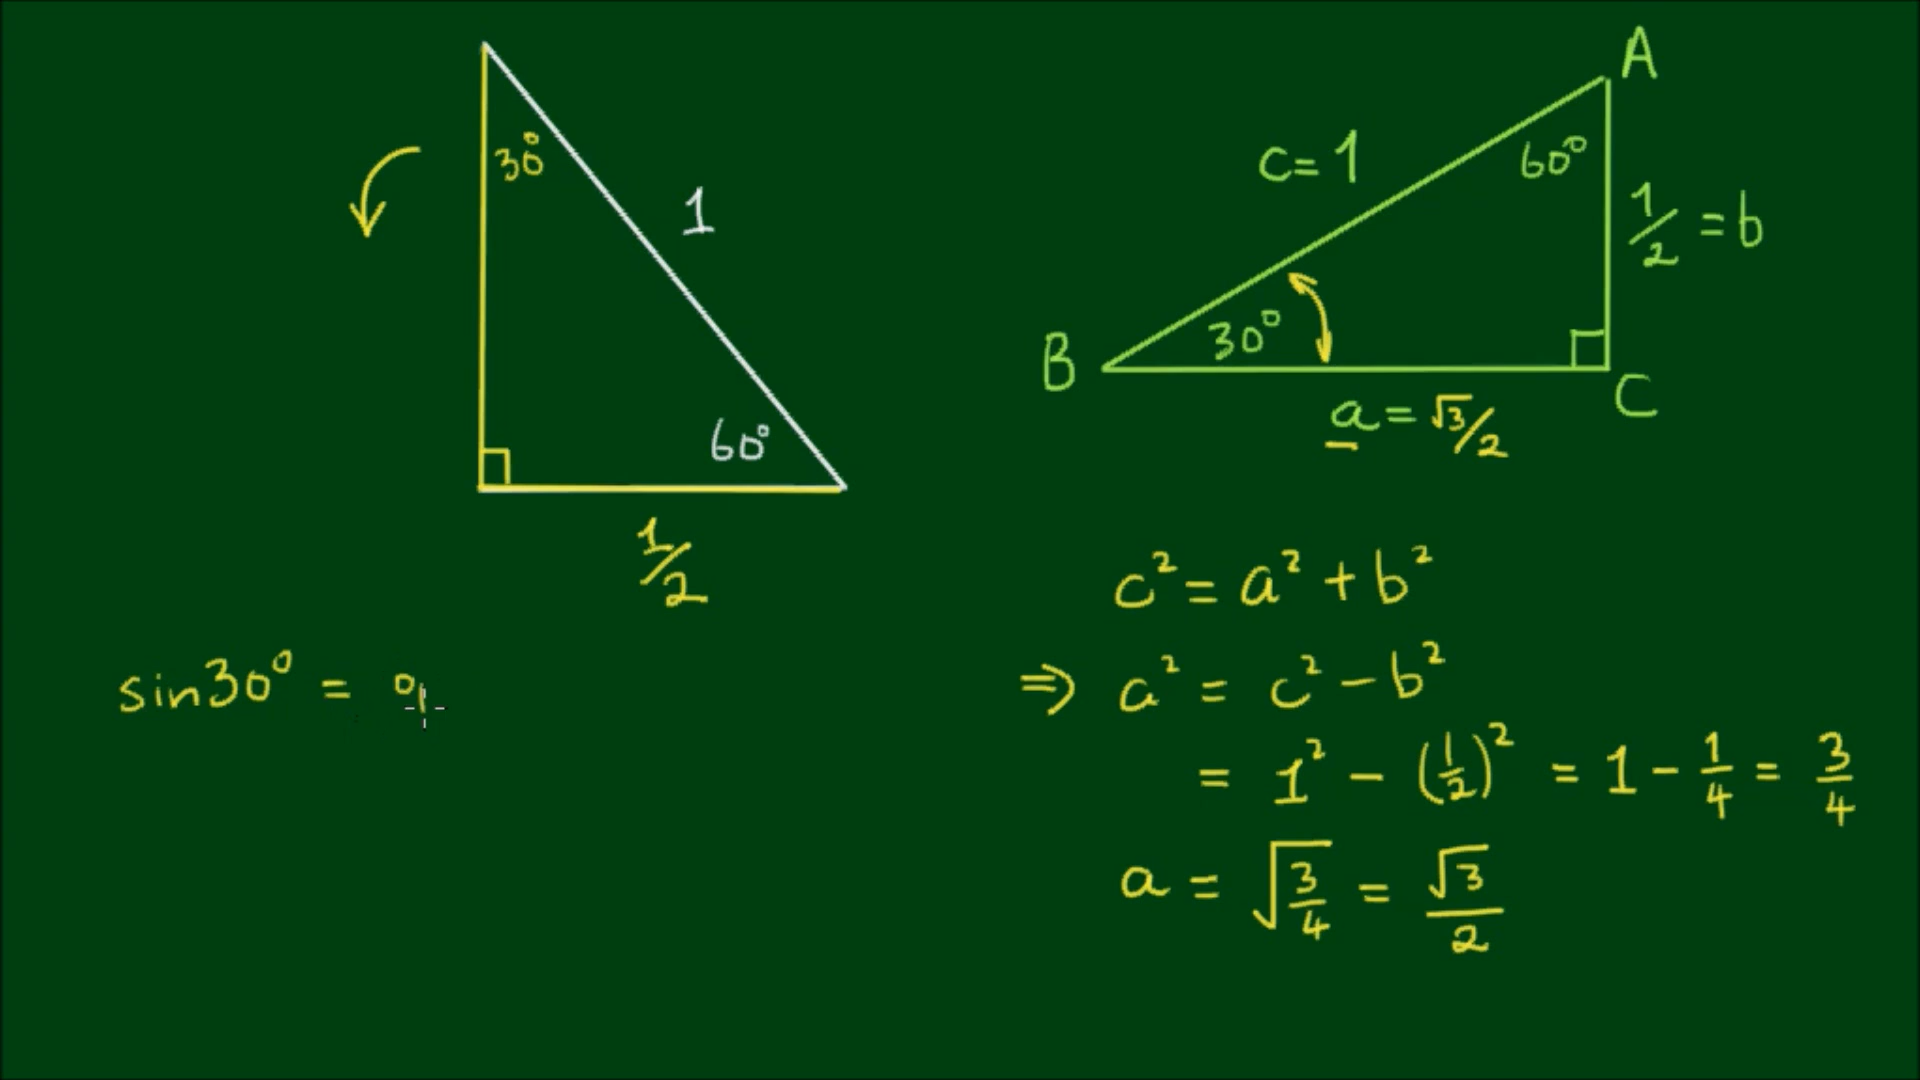 30°
1
60°
1/2
A
c=1
60°
1/2 = b
30°
B
C
a = √3/2
c² = a² + b²
⇒ a² = c² − b²
= 1² − (1/2)² = 1 − 1/4 = 3/4
a = √(3/4) = √3/2
sin30° =